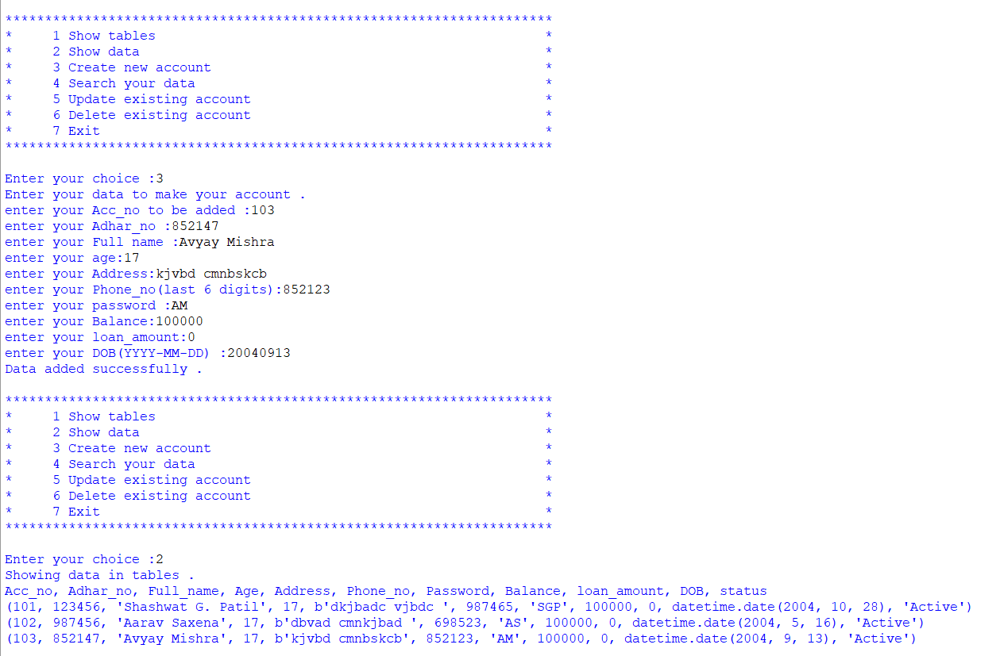 *********************************************************************
*     1 Show tables                                                 *
*     2 Show data                                                   *
*     3 Create new account                                          *
*     4 Search your data                                            *
*     5 Update existing account                                     *
*     6 Delete existing account                                     *
*     7 Exit                                                        *
*********************************************************************
Enter your choice :3
Enter your data to make your account .
enter your Acc_no to be added :103
enter your Adhar_no :852147
enter your Full name :Avyay Mishra
enter your age:17
enter your Address:kjvbd cmnbskcb
enter your Phone_no(last 6 digits):852123
enter your password :AM
enter your Balance:100000
enter your loan_amount:0
enter your DOB(YYYY-MM-DD) :20040913
Data added successfully .
*********************************************************************
*     1 Show tables                                                 *
*     2 Show data                                                   *
*     3 Create new account                                          *
*     4 Search your data                                            *
*     5 Update existing account                                     *
*     6 Delete existing account                                     *
*     7 Exit                                                        *
*********************************************************************
Enter your choice :2
Showing data in tables .
Acc_no, Adhar_no, Full_name, Age, Address, Phone_no, Password, Balance, loan_amount, DOB, status
(101, 123456, 'Shashwat G. Patil', 17, b'dkjbadc vjbdc ', 987465, 'SGP', 100000, 0, datetime.date(2004, 10, 28), 'Active')
(102, 987456, 'Aarav Saxena', 17, b'dbvad cmnkjbad ', 698523, 'AS', 100000, 0, datetime.date(2004, 5, 16), 'Active')
(103, 852147, 'Avyay Mishra', 17, b'kjvbd cmnbskcb', 852123, 'AM', 100000, 0, datetime.date(2004, 9, 13), 'Active')